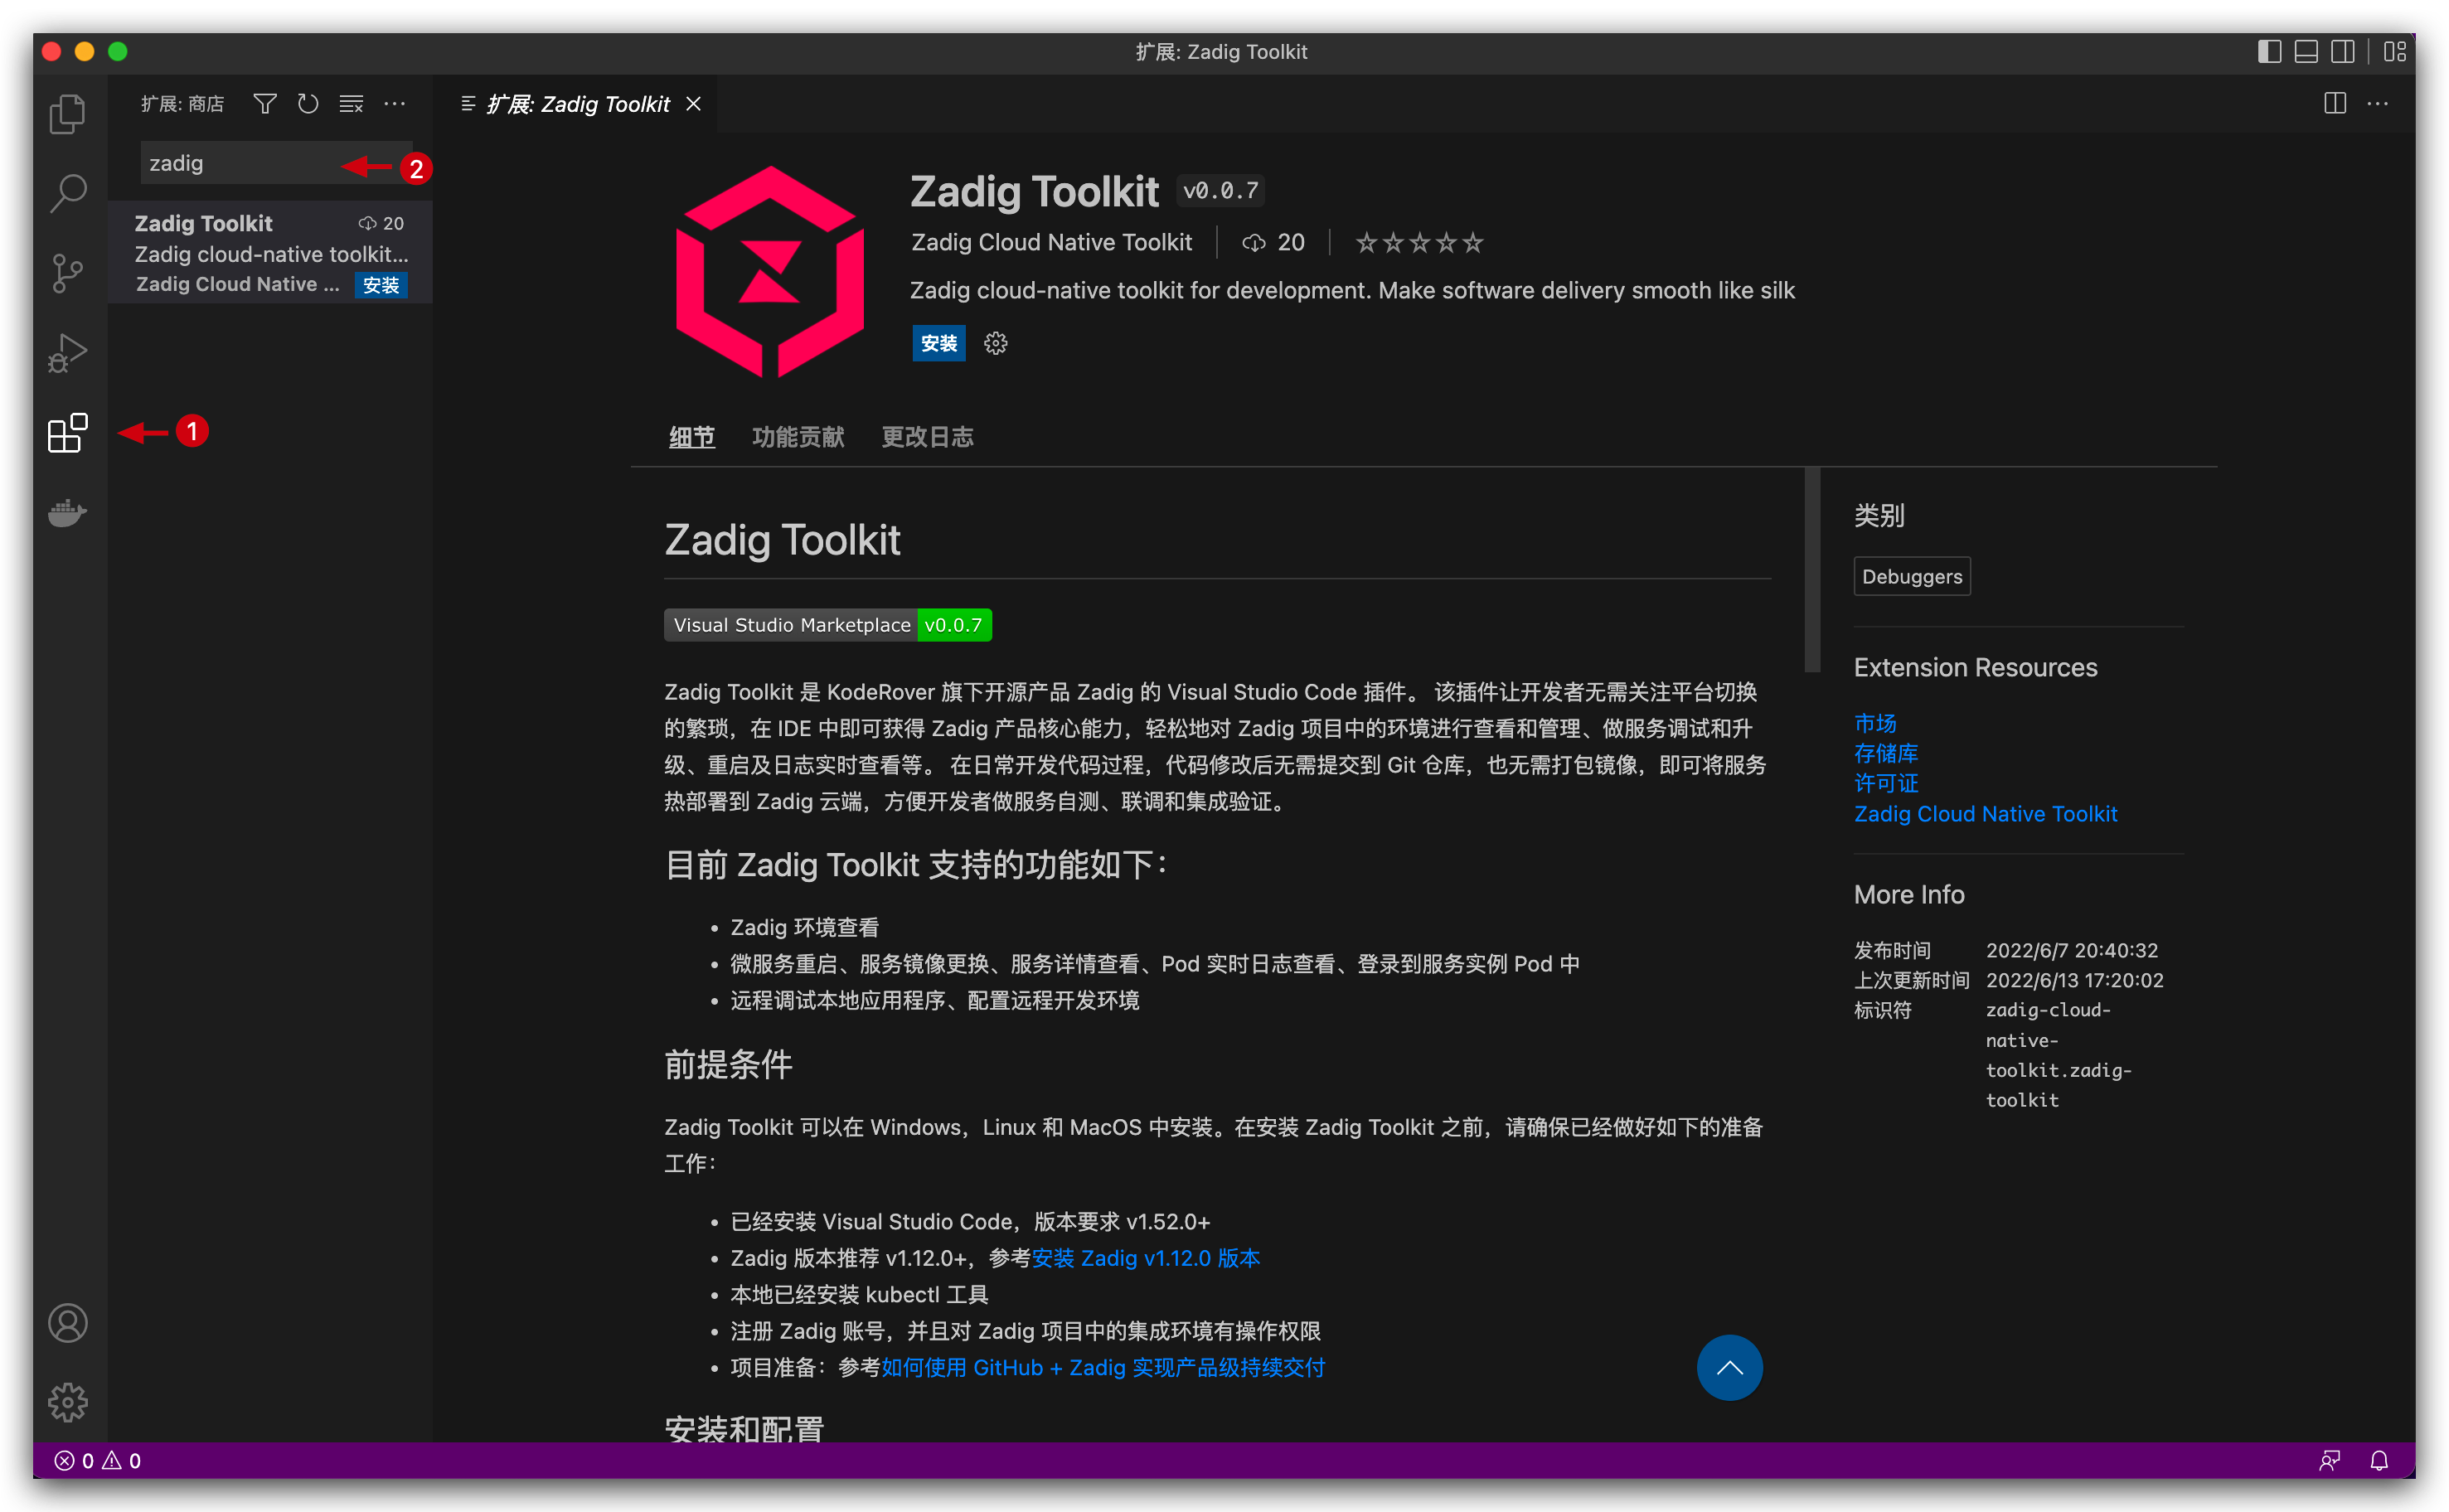 扩展: Zadig Toolkit
扩展: 商店
扩展: Zadig Toolkit
zadig
2
Zadig Toolkit 20
Zadig cloud-native toolkit...
Zadig Cloud Native ... 安装
1
Zadig Toolkit v0.0.7
Zadig Cloud Native Toolkit 20
Zadig cloud-native toolkit for development. Make software delivery smooth like silk
安装
细节 功能贡献 更改日志
Zadig Toolkit
Visual Studio Marketplace v0.0.7
Zadig Toolkit 是 KodeRover 旗下开源产品 Zadig 的 Visual Studio Code 插件。 该插件让开发者无需关注平台切换
的繁琐，在 IDE 中即可获得 Zadig 产品核心能力，轻松地对 Zadig 项目中的环境进行查看和管理、做服务调试和升
级、重启及日志实时查看等。 在日常开发代码过程，代码修改后无需提交到 Git 仓库，也无需打包镜像，即可将服务
热部署到 Zadig 云端，方便开发者做服务自测、联调和集成验证。
目前 Zadig Toolkit 支持的功能如下：
• Zadig 环境查看
• 微服务重启、服务镜像更换、服务详情查看、Pod 实时日志查看、登录到服务实例 Pod 中
• 远程调试本地应用程序、配置远程开发环境
前提条件
Zadig Toolkit 可以在 Windows，Linux 和 MacOS 中安装。在安装 Zadig Toolkit 之前，请确保已经做好如下的准备
工作：
• 已经安装 Visual Studio Code，版本要求 v1.52.0+
• Zadig 版本推荐 v1.12.0+，参考安装 Zadig v1.12.0 版本
• 本地已经安装 kubectl 工具
• 注册 Zadig 账号，并且对 Zadig 项目中的集成环境有操作权限
• 项目准备：参考如何使用 GitHub + Zadig 实现产品级持续交付
安装和配置
类别
Debuggers
Extension Resources
市场
存储库
许可证
Zadig Cloud Native Toolkit
More Info
发布时间 2022/6/7 20:40:32
上次更新时间 2022/6/13 17:20:02
标识符 zadig-cloud-
native-
toolkit.zadig-
toolkit
0 0